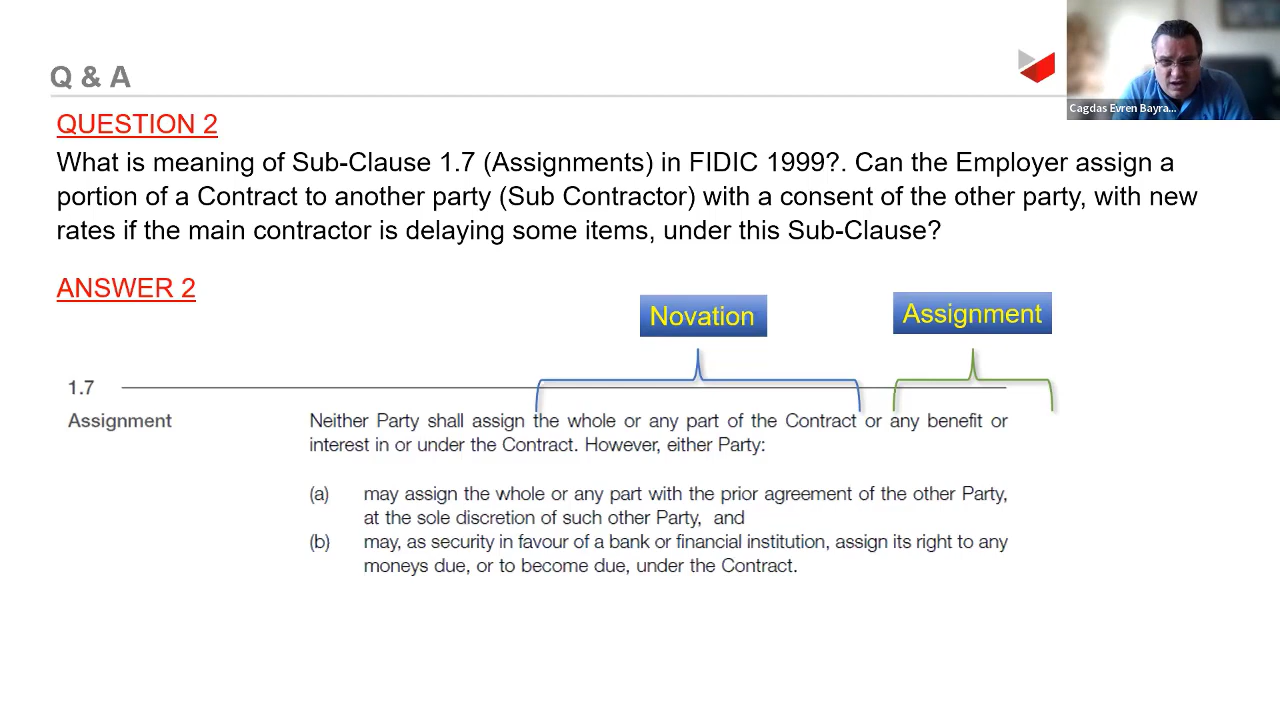 Q & A
Cagdas Evren Bayra...
QUESTION 2
What is meaning of Sub-Clause 1.7 (Assignments) in FIDIC 1999?. Can the Employer assign a
portion of a Contract to another party (Sub Contractor) with a consent of the other party, with new
rates if the main contractor is delaying some items, under this Sub-Clause?
ANSWER 2
Novation
Assignment
1.7
Assignment
Neither Party shall assign the whole or any part of the Contract or any benefit or
interest in or under the Contract. However, either Party:
(a) may assign the whole or any part with the prior agreement of the other Party,
at the sole discretion of such other Party, and
(b) may, as security in favour of a bank or financial institution, assign its right to any
moneys due, or to become due, under the Contract.